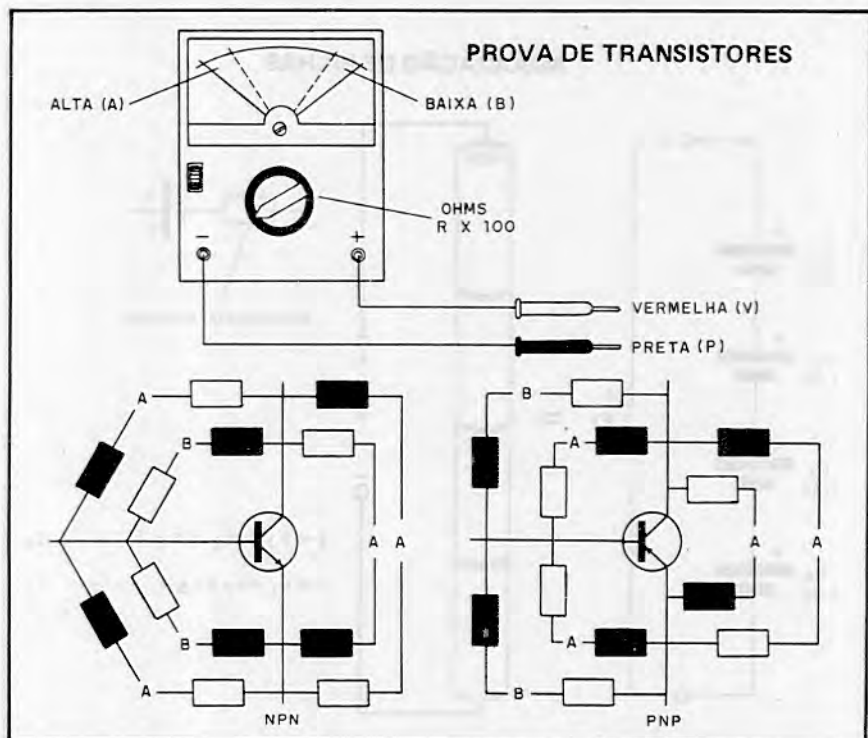 PROVA DE TRANSISTORES
ALTA (A)
BAIXA (B)
OHMS
R X 100
- +
VERMELHA (V)
PRETA (P)
A
B
B
A
A
A
B
A
NPN
B
A
A
A
A
B
PNP